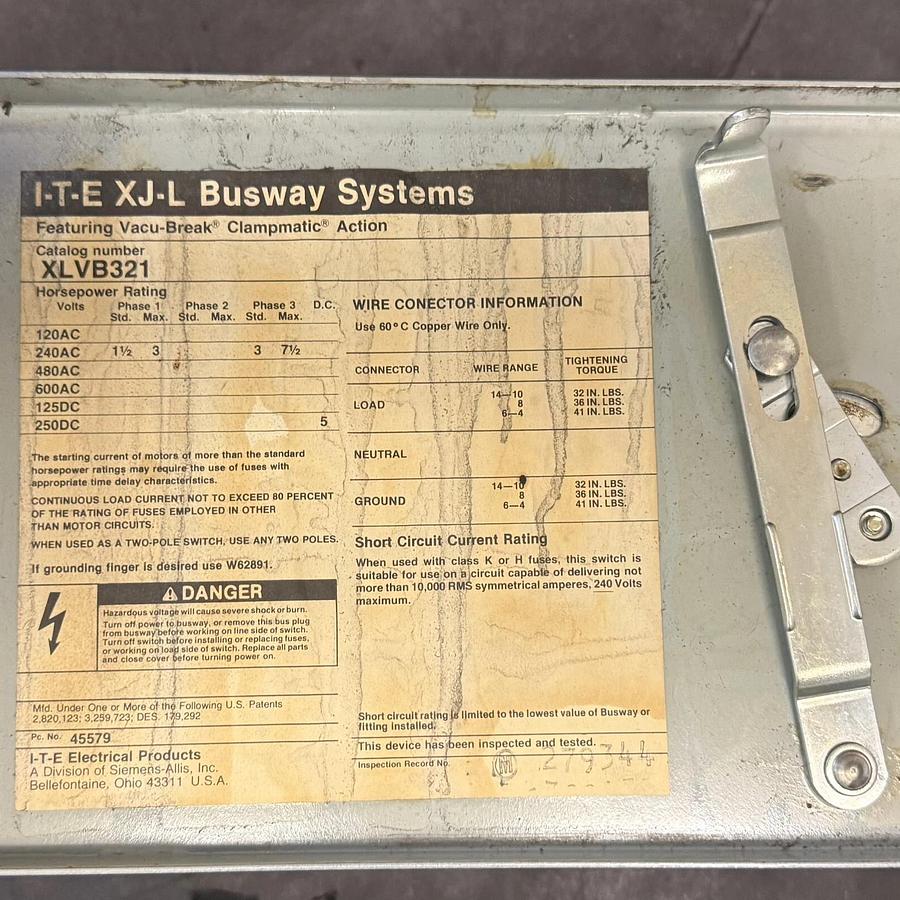 I-T-E XJ-L Busway Systems
Featuring Vacu-Break® Clampmatic® Action
Catalog number
XLVB321
Horsepower Rating
Volts Phase 1 Phase 2 Phase 3 D.C.
Std. Max. Std. Max. Std. Max.
120AC
240AC 1½ 3 3 7½
480AC
600AC
125DC
250DC 5
The starting current of motors of more than the standard
horsepower ratings may require the use of fuses with
appropriate time delay characteristics.
CONTINUOUS LOAD CURRENT NOT TO EXCEED 80 PERCENT
OF THE RATING OF FUSES EMPLOYED IN OTHER
THAN MOTOR CIRCUITS.
WHEN USED AS A TWO-POLE SWITCH, USE ANY TWO POLES.
If grounding finger is desired use W62891.
DANGER
Hazardous voltage will cause severe shock or burn.
Turn off power to busway, or remove this bus plug
from busway before working on line side of switch.
Turn off switch before installing or replacing fuses,
or working on load side of switch. Replace all parts
and close cover before turning power on.
Mfd. Under One or More of the Following U.S. Patents
2,820,123; 3,259,723; DES. 179,292
Pc. No. 45579
I-T-E Electrical Products
A Division of Siemens-Allis, Inc.
Bellefontaine, Ohio 43311 U.S.A.
WIRE CONECTOR INFORMATION
Use 60°C Copper Wire Only.
CONNECTOR WIRE RANGE TIGHTENING TORQUE
LOAD 14—10 32 IN. LBS.
8 36 IN. LBS.
6—4 41 IN. LBS.
NEUTRAL
GROUND 14—10 32 IN. LBS.
8 36 IN. LBS.
6—4 41 IN. LBS.
Short Circuit Current Rating
When used with class K or H fuses, this switch is
suitable for use on a circuit capable of delivering not
more than 10,000 RMS symmetrical amperes, 240 Volts
maximum.
Short circuit rating is limited to the lowest value of Busway or
fitting installed.
This device has been inspected and tested.
Inspection Record No. 279344